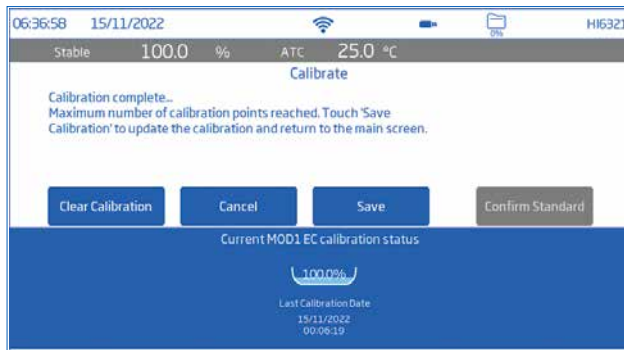 06:36:58 15/11/2022 0% HI6321
Stable 100.0 % ATC 25.0 °C
Calibrate
Calibration complete...
Maximum number of calibration points reached. Touch 'Save
Calibration' to update the calibration and return to the main screen.
Clear Calibration Cancel Save Confirm Standard
Current MOD1 EC calibration status
100.0%
Last Calibration Date
15/11/2022
00:06:19